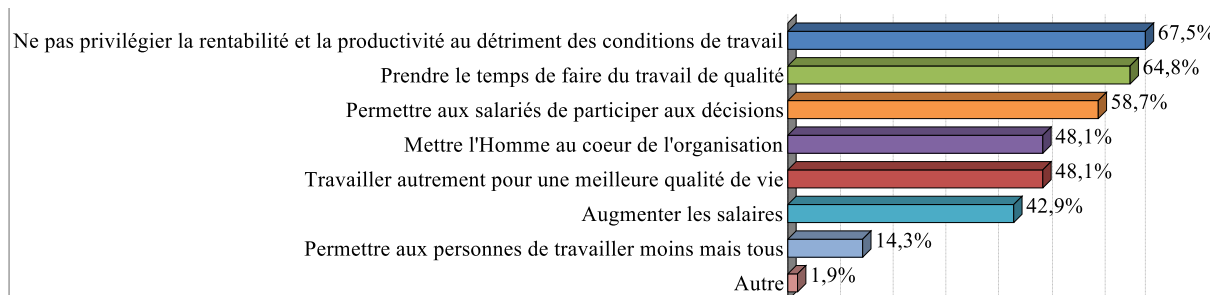 Ne pas privilégier la rentabilité et la productivité au détriment des conditions de travail 67,5%
Prendre le temps de faire du travail de qualité 64,8%
Permettre aux salariés de participer aux décisions 58,7%
Mettre l'Homme au coeur de l'organisation 48,1%
Travailler autrement pour une meilleure qualité de vie 48,1%
Augmenter les salaires 42,9%
Permettre aux personnes de travailler moins mais tous 14,3%
Autre 1,9%